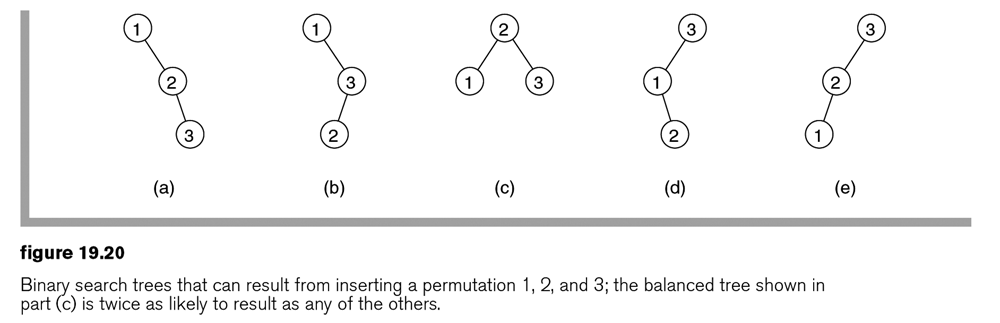 1 1 2 3 3
2 3 1 3 1 2
3 2 2 1
(a) (b) (c) (d) (e)
figure 19.20
Binary search trees that can result from inserting a permutation 1, 2, and 3; the balanced tree shown in
part (c) is twice as likely to result as any of the others.